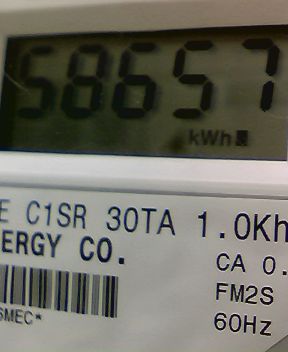 58657
kWh
E C1SR 30TA 1.0Kh
ERGY CO.
CA 0.
FM2S
SMEC*
60Hz